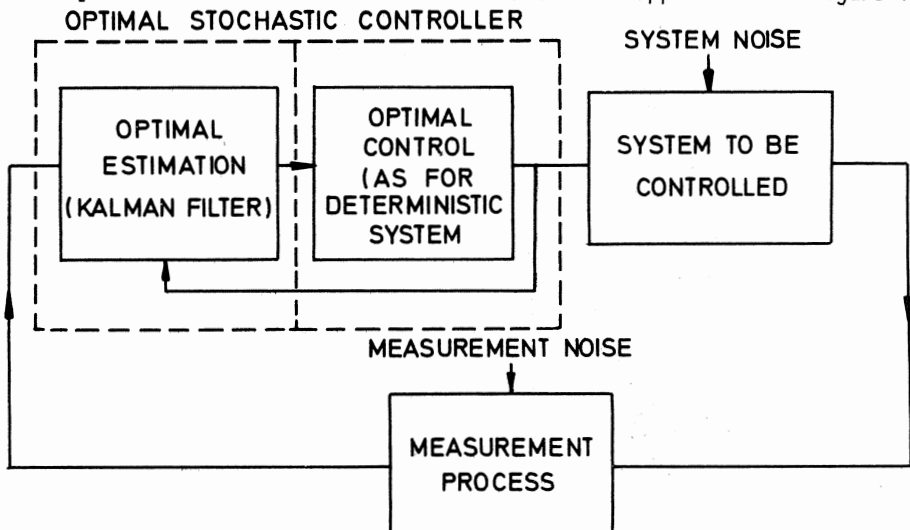 OPTIMAL STOCHASTIC CONTROLLER
SYSTEM NOISE
OPTIMAL
ESTIMATION
(KALMAN FILTER)
OPTIMAL
CONTROL
(AS FOR
DETERMINISTIC
SYSTEM
SYSTEM TO BE
CONTROLLED
MEASUREMENT NOISE
MEASUREMENT
PROCESS